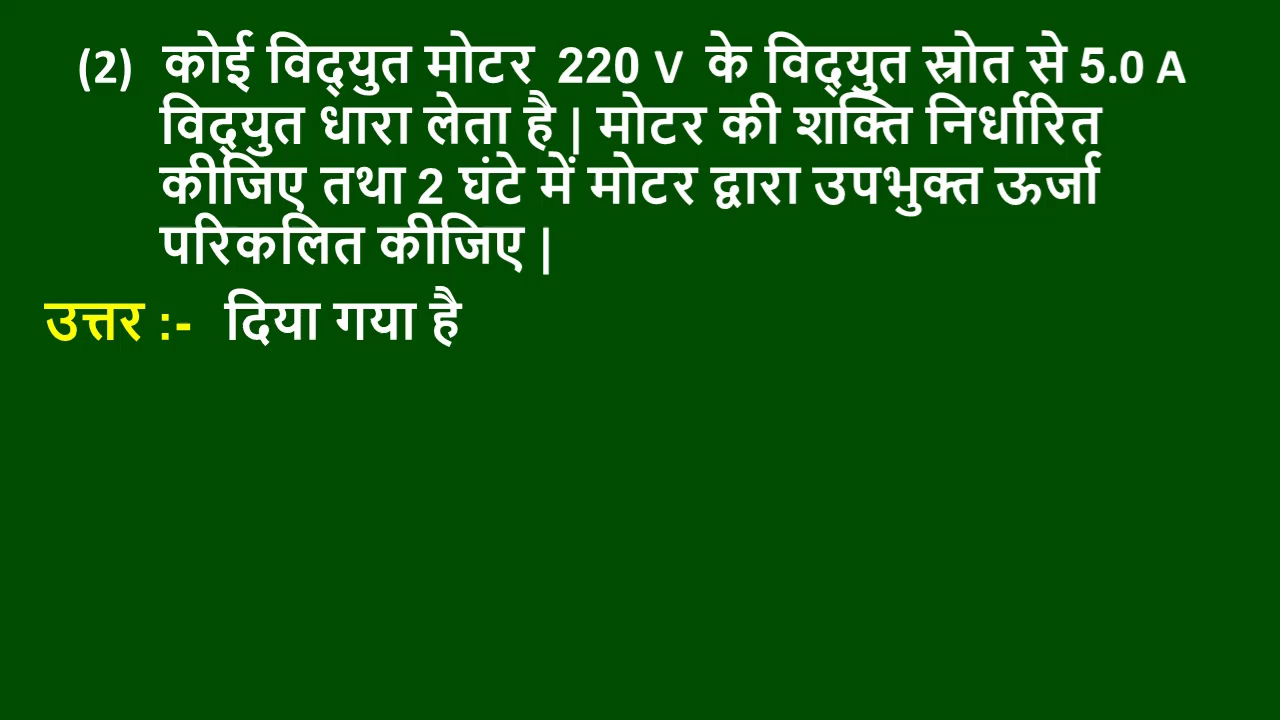 (2) कोई विद्युत मोटर 220 V के विद्युत स्रोत से 5.0 A
विद्युत धारा लेता है | मोटर की शक्ति निर्धारित
कीजिए तथा 2 घंटे में मोटर द्वारा उपभुक्त ऊर्जा
परिकलित कीजिए |
उत्तर :- दिया गया है